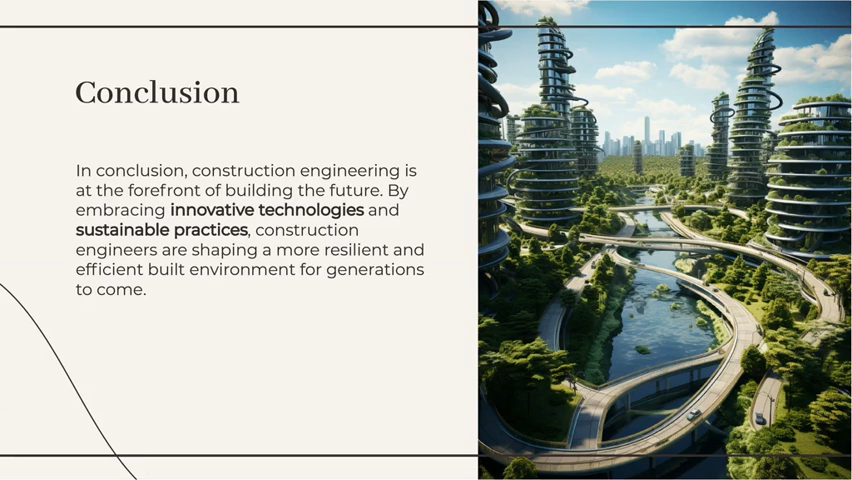 Conclusion
In conclusion, construction engineering is
at the forefront of building the future. By
embracing innovative technologies and
sustainable practices, construction
engineers are shaping a more resilient and
efficient built environment for generations
to come.